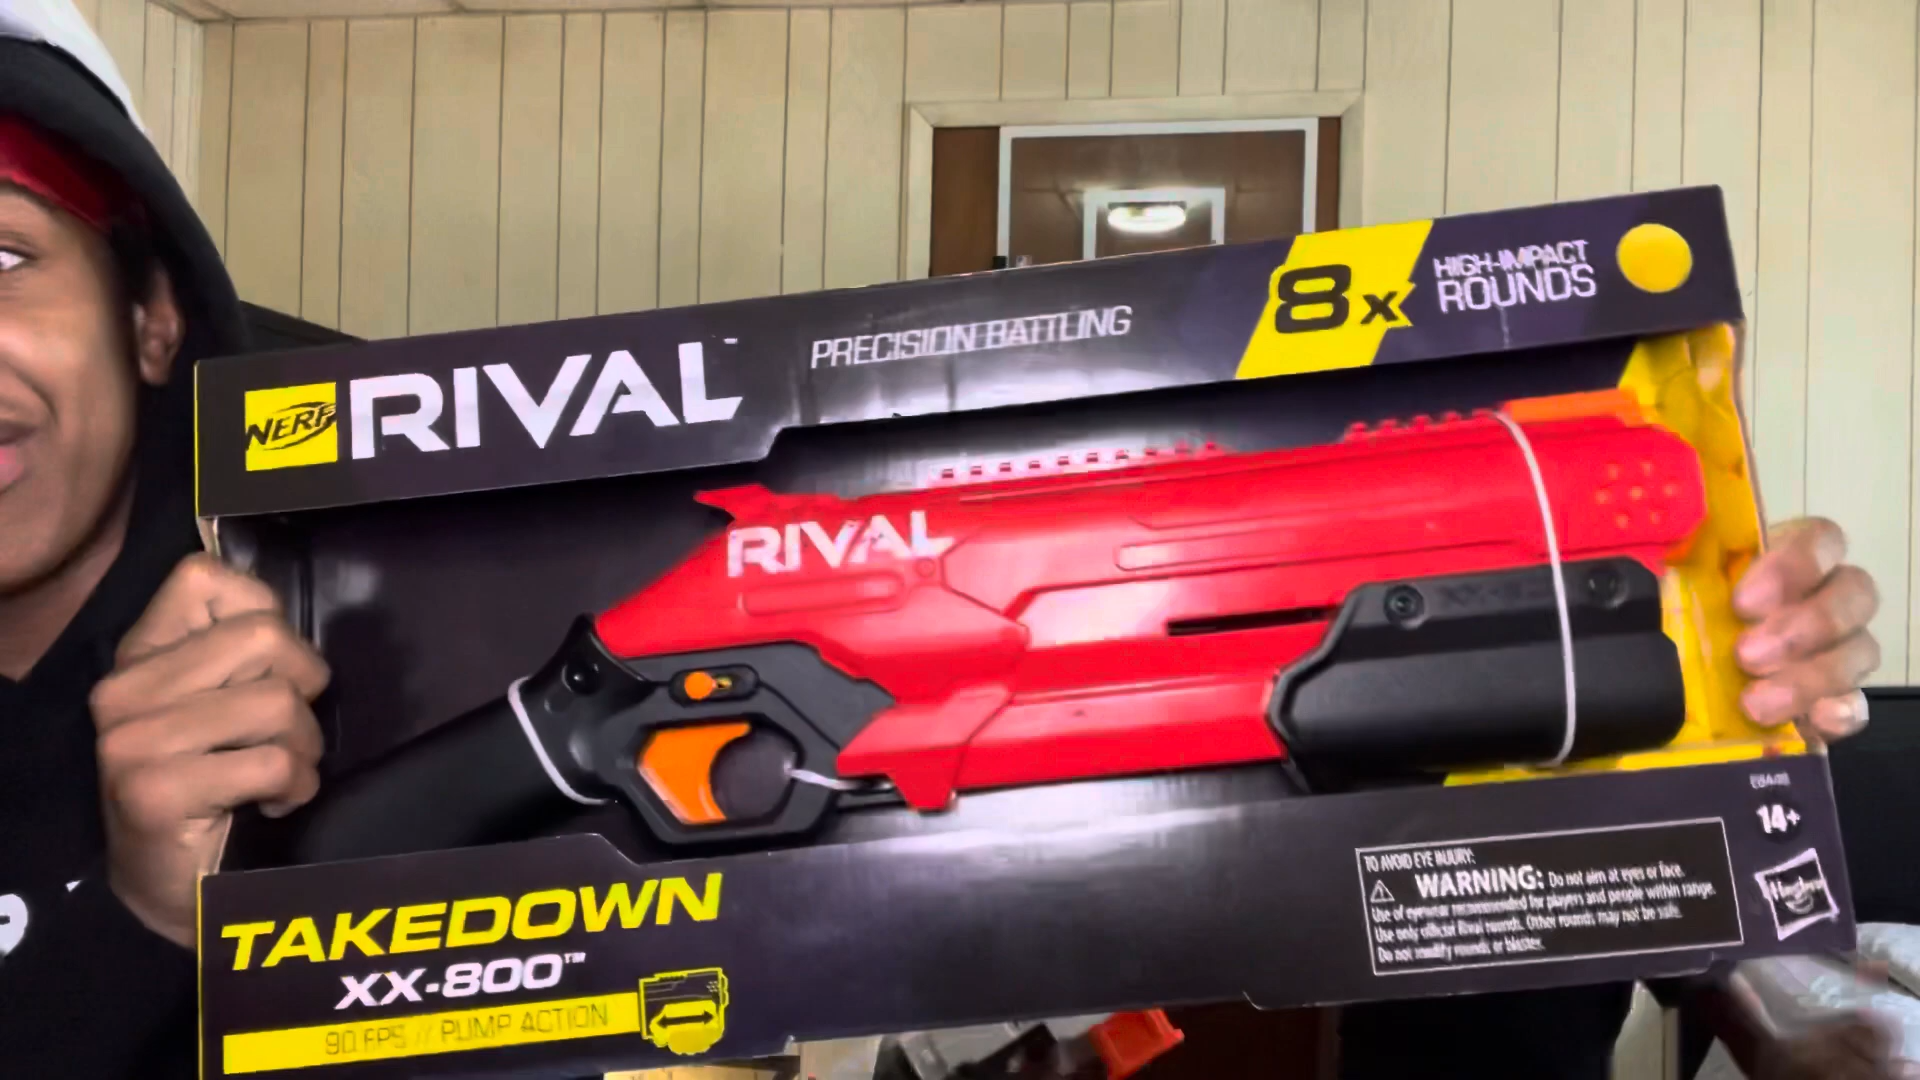 NERF RIVAL
PRECISION BATTLING
8x
HIGH-IMPACT
ROUNDS
RIVAL
TAKEDOWN
XX-800™
90 FPS // PUMP ACTION
14+
Hasbro
TO AVOID EYE INJURY:
WARNING: Do not aim at eyes or face.
Use of eyewear recommended for players and people within range.
Use only official Rival rounds. Other rounds may not be safe.
Do not modify rounds or blaster.